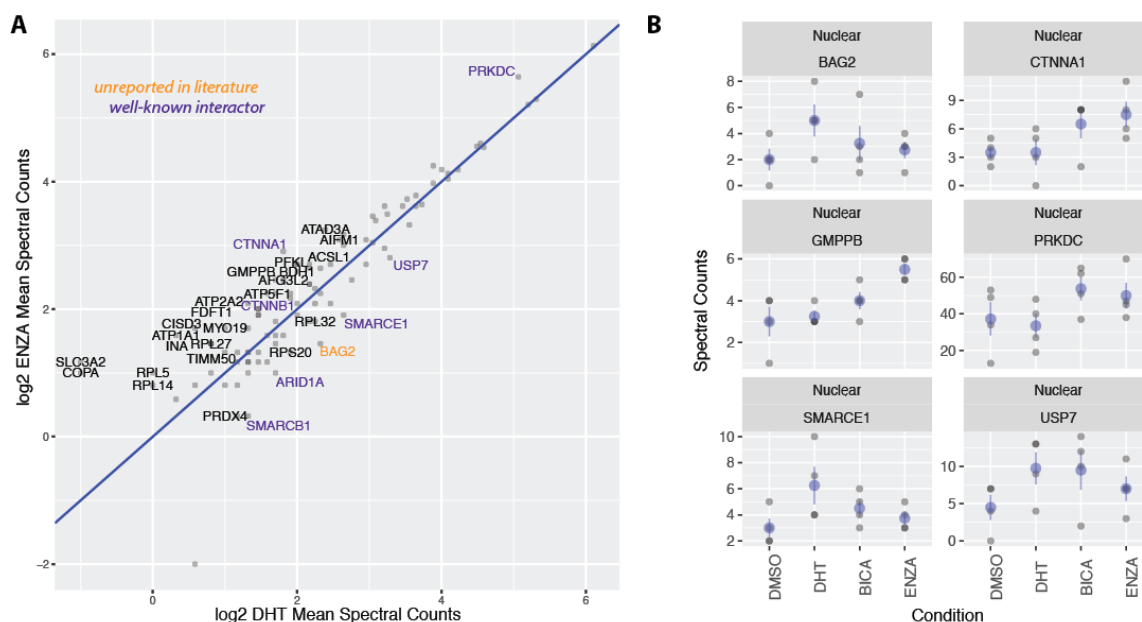 A
log2 ENZA Mean Spectral Counts
6
4
2
0
−2
unreported in literature
well-known interactor
PRKDC
ATAD3A
CTNNA1
AIFM1
PFKL
ACSL1
USP7
GMPPB
BDH1
AFG3L2
ATP5F1
ATP2A2
CTNNB1
FDFT1
RPL32
SMARCE1
CISD3
MYO19
ATP1A1
INA
RPL27
RPS20
BAG2
SLC3A2
TIMM50
COPA
RPL5
ARID1A
RPL14
PRDX4
SMARCB1
0
2
4
6
log2 DHT Mean Spectral Counts
B
Spectral Counts
Nuclear
BAG2
8
6
4
2
0
Nuclear
CTNNA1
9
6
3
0
Nuclear
GMPPB
6
4
2
Nuclear
PRKDC
60
40
20
Nuclear
SMARCE1
10
8
6
4
2
Nuclear
USP7
10
5
0
DMSO
DHT
BICA
ENZA
DMSO
DHT
BICA
ENZA
Condition